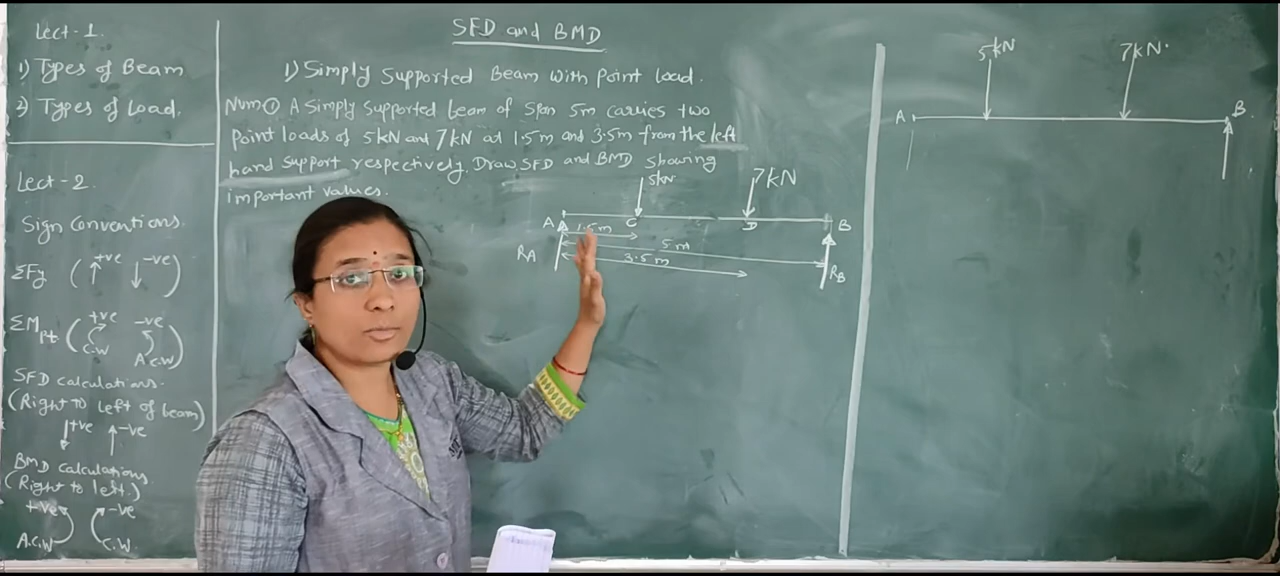 Lect-1.
1) Types of Beam
2) Types of Load.
Lect-2.
Sign Conventions.
ΣFy (↑+ve ↓-ve)
ΣMpt (+ve C.W -ve A.C.W)
SFD calculations.
(Right to left of beam)
↓+ve ↑-ve
BMD calculations
(Right to left.)
+ve -ve
A.C.W C.W
SFD and BMD
1) Simply Supported Beam with Point Load.
Num① A Simply Supported beam of Span 5m carries two
Point loads of 5kN and 7kN at 1.5m and 3.5m from the left
hand Support respectively. Draw SFD and BMD Showing
important values.
5kN 7kN
A C D B
1.5m
5m
3.5m
RA RB
5kN 7kN.
A B